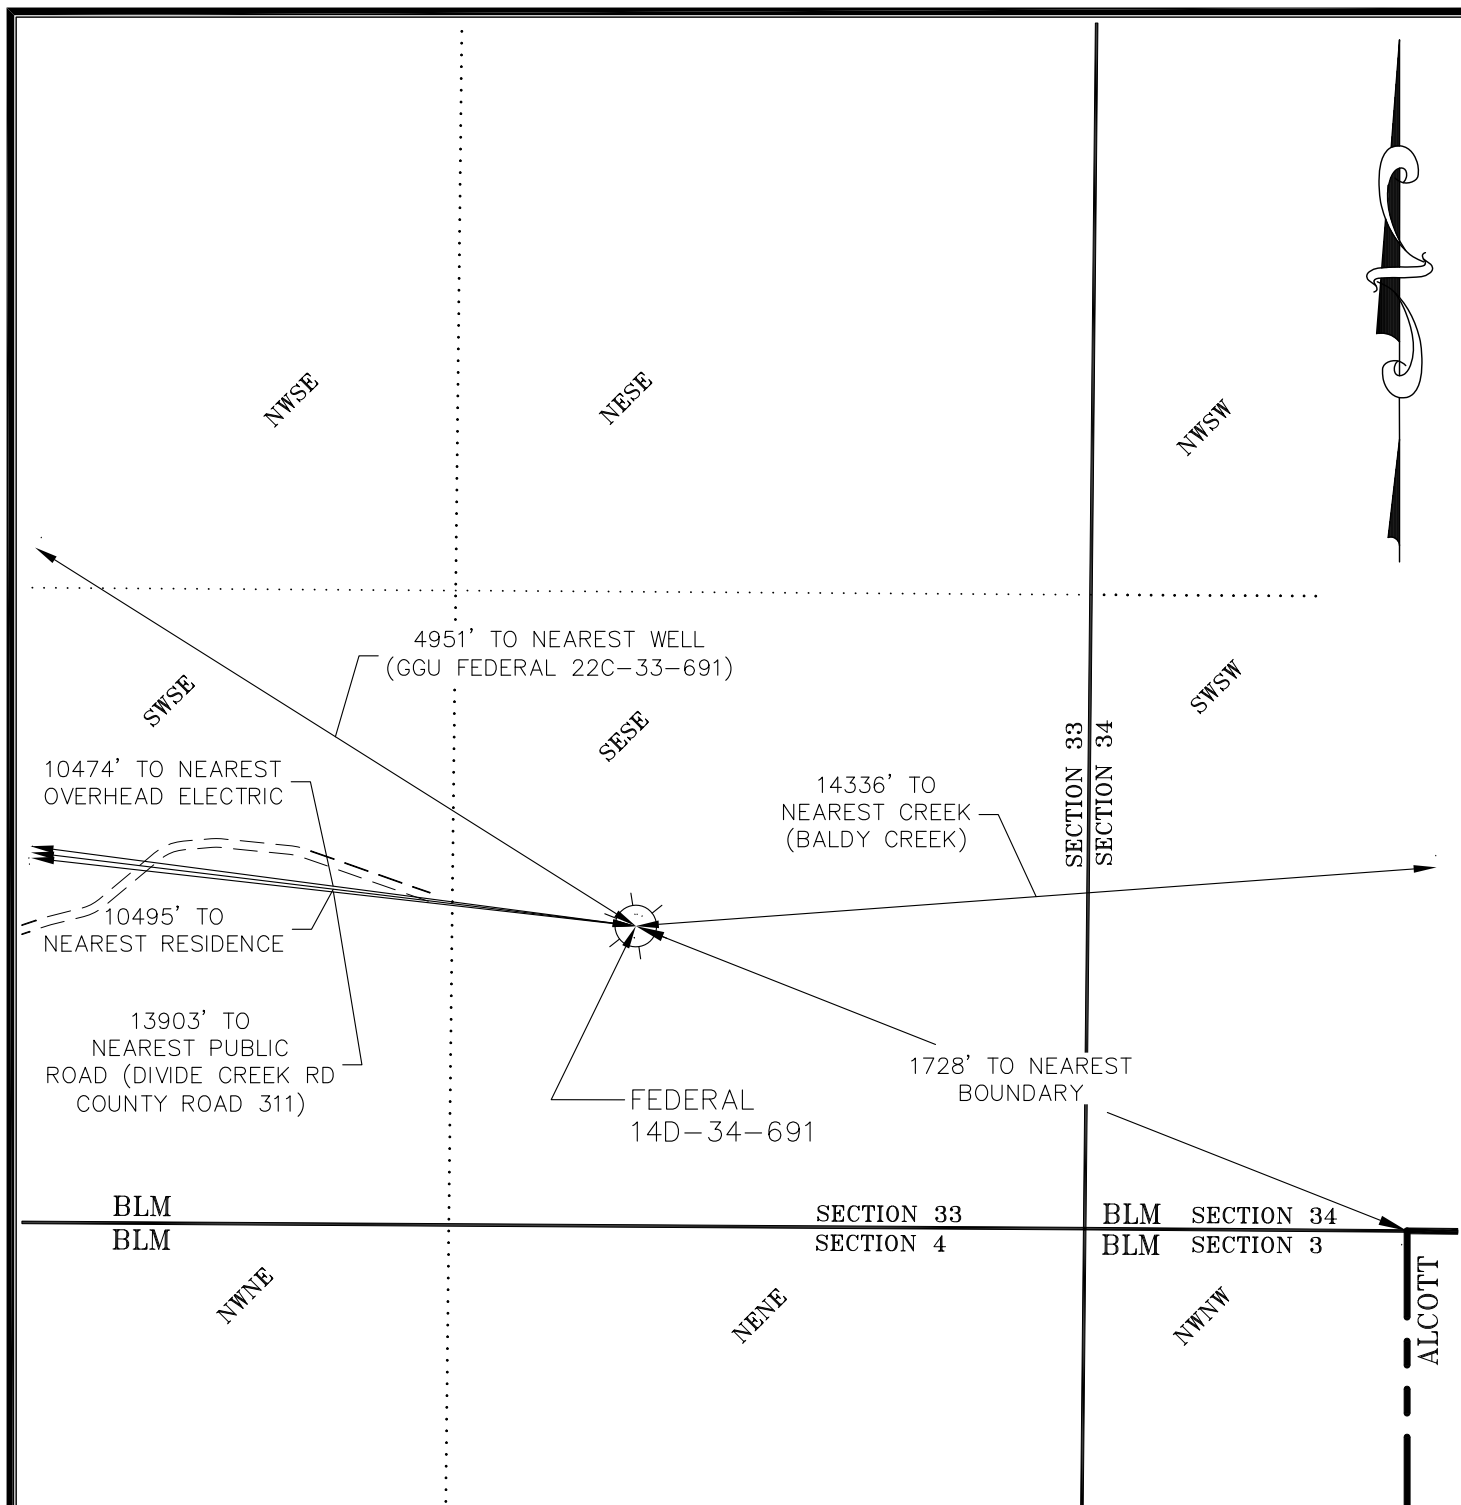 NWSE
NESE
NWSW
4951' TO NEAREST WELL
(GGU FEDERAL 22C-33-691)
SWSE
SESE
SWSW
SECTION 33
SECTION 34
10474' TO NEAREST
OVERHEAD ELECTRIC
14336' TO
NEAREST CREEK
(BALDY CREEK)
10495' TO
NEAREST RESIDENCE
13903' TO
NEAREST PUBLIC
ROAD (DIVIDE CREEK RD
COUNTY ROAD 311)
1728' TO NEAREST
BOUNDARY
FEDERAL
14D-34-691
BLM
SECTION 33
BLM SECTION 34
BLM
SECTION 4
BLM SECTION 3
NWNE
NENE
NWNW
ALCOTT